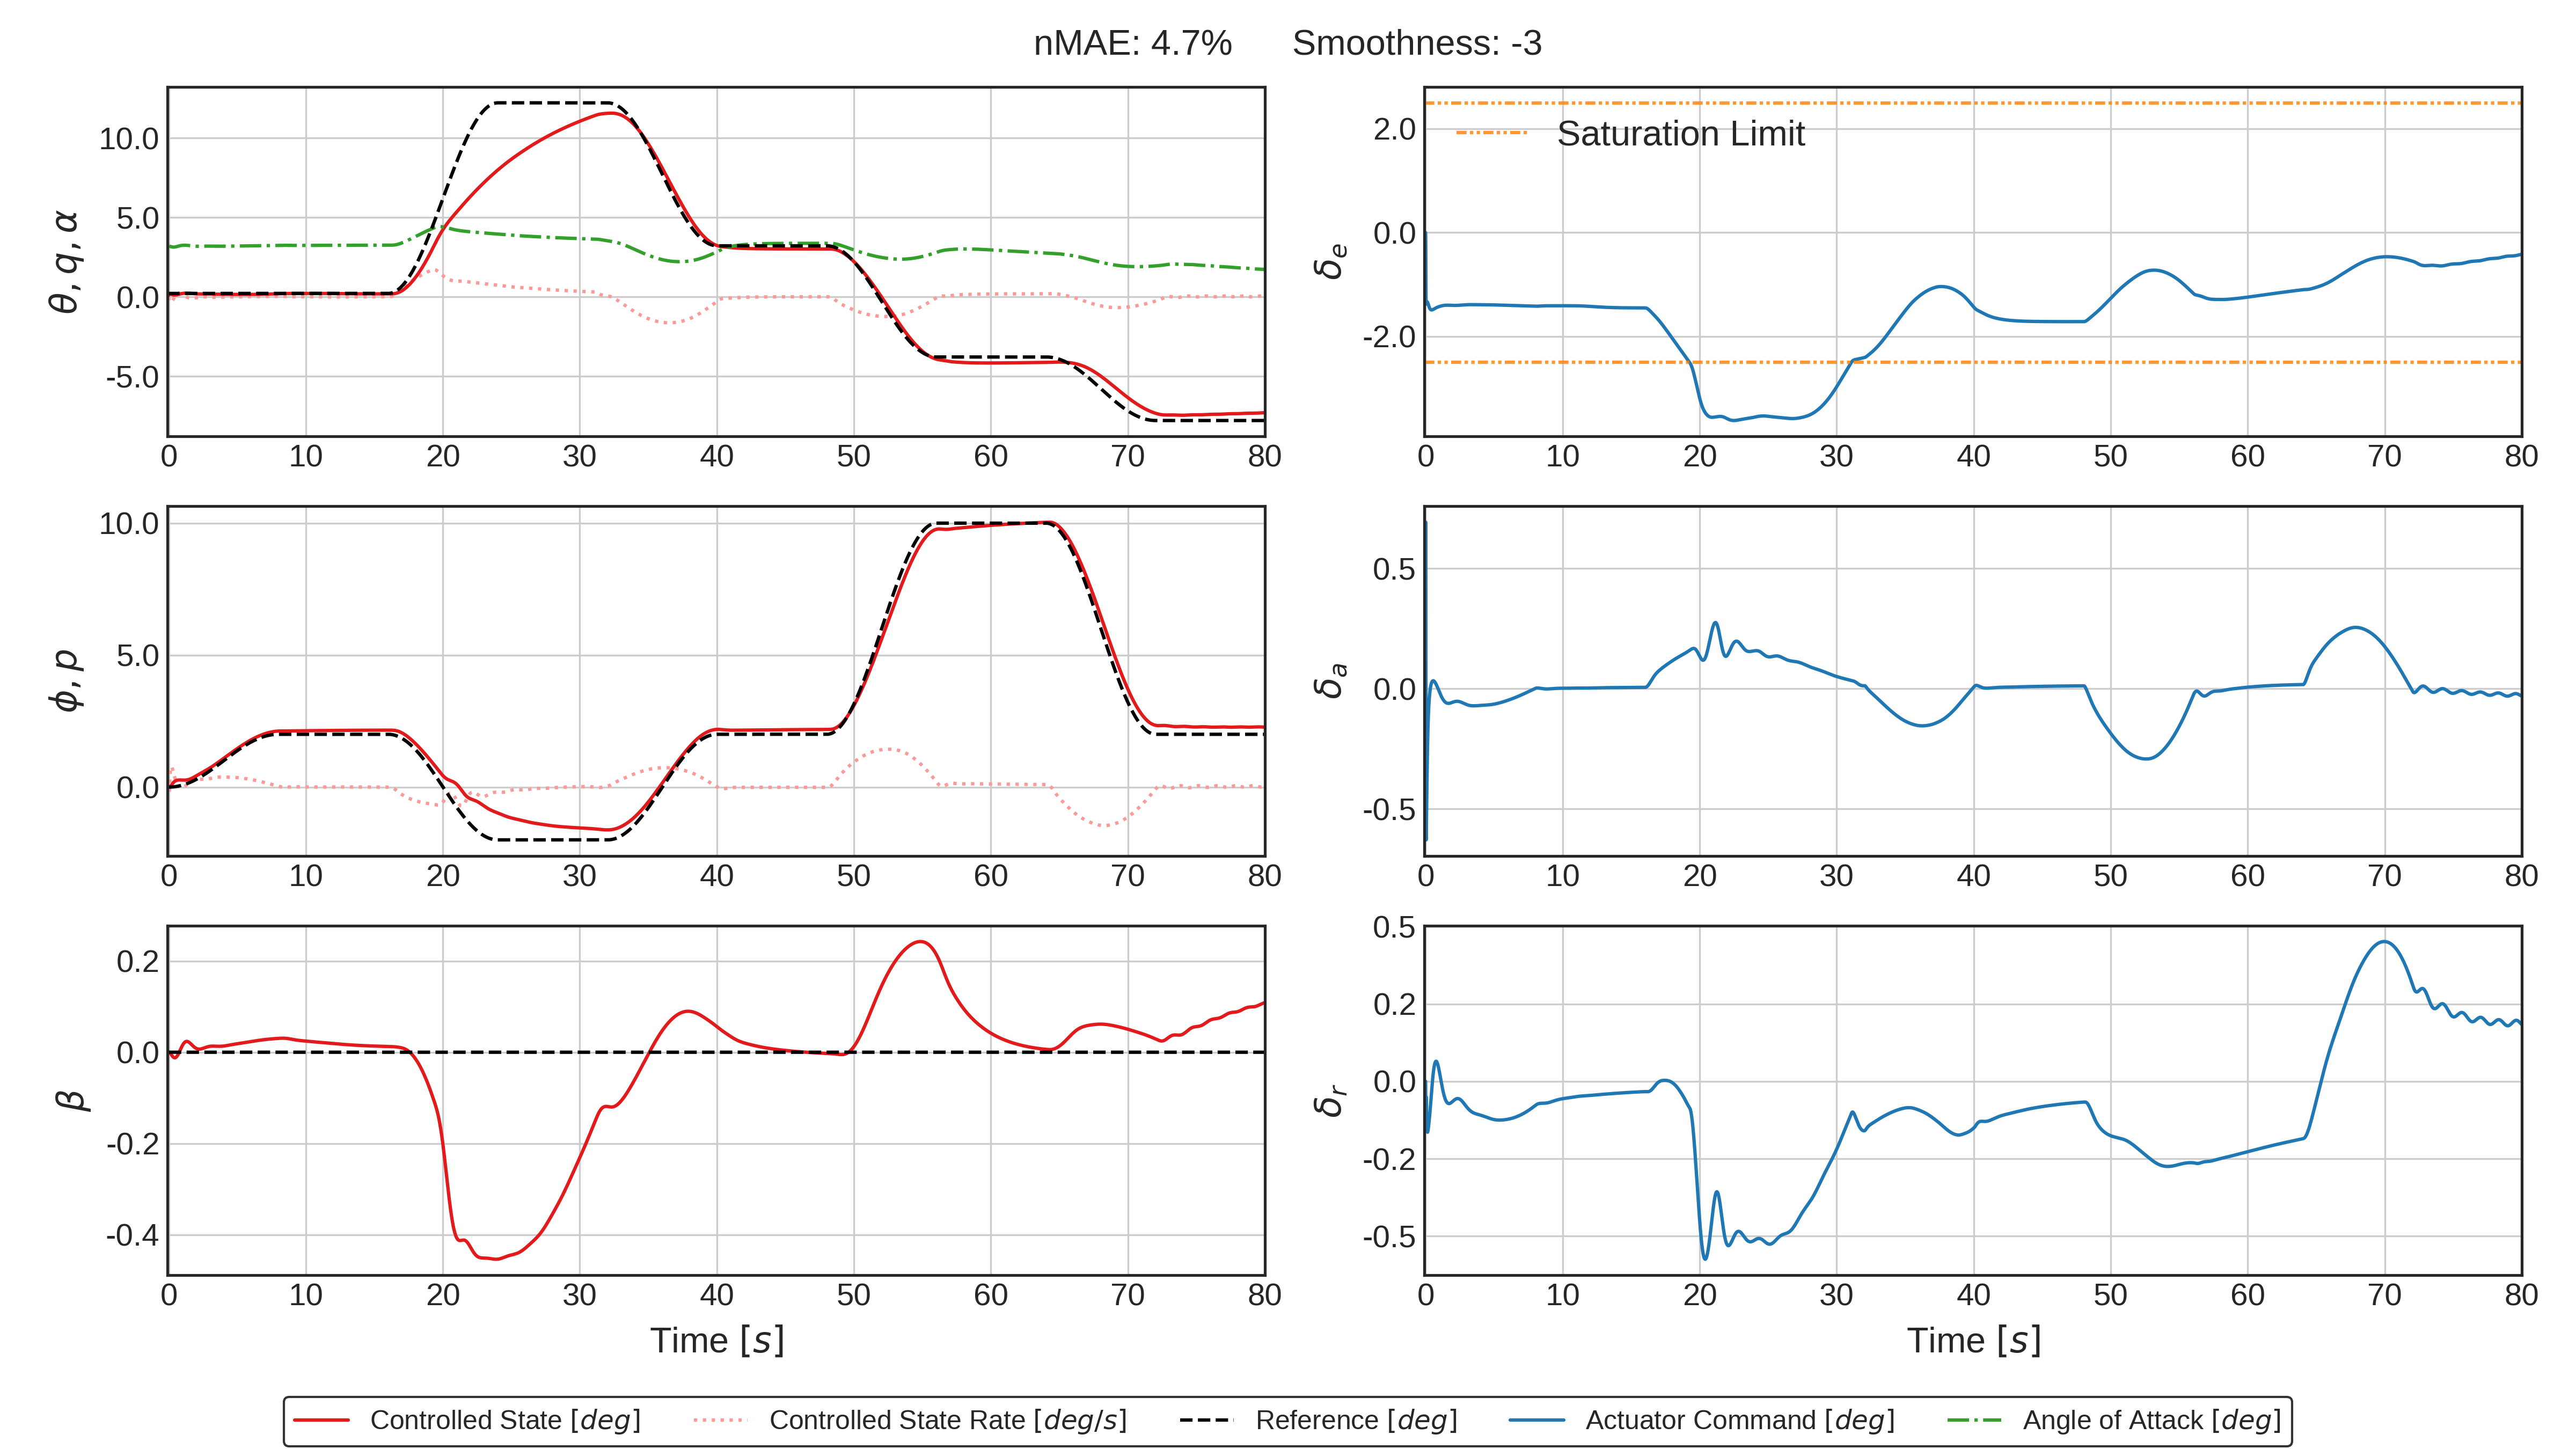 nMAE: 4.7% Smoothness: -3
θ, q, α
10.0
5.0
0.0
-5.0
0 10 20 30 40 50 60 70 80
δe
2.0
0.0
-2.0
Saturation Limit
0 10 20 30 40 50 60 70 80
ϕ, p
10.0
5.0
0.0
0 10 20 30 40 50 60 70 80
δa
0.5
0.0
-0.5
0 10 20 30 40 50 60 70 80
β
0.2
0.0
-0.2
-0.4
0 10 20 30 40 50 60 70 80
Time [s]
δr
0.5
0.2
0.0
-0.2
-0.5
0 10 20 30 40 50 60 70 80
Time [s]
Controlled State [deg] Controlled State Rate [deg/s] Reference [deg] Actuator Command [deg] Angle of Attack [deg]